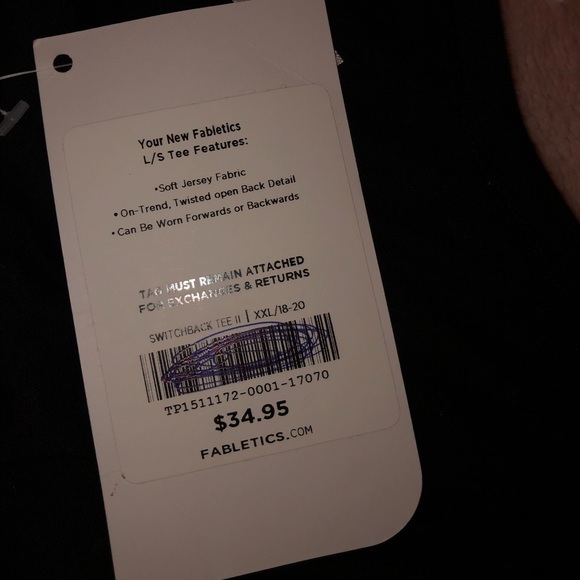 Your New Fabletics
L/S Tee Features:
•Soft Jersey Fabric
•On-Trend, Twisted open Back Detail
•Can Be Worn Forwards or Backwards
TAG MUST REMAIN ATTACHED
FOR EXCHANGES & RETURNS
SWITCHBACK TEE II | XXL/18-20
TP1511172-0001-17070
$34.95
FABLETICS.COM